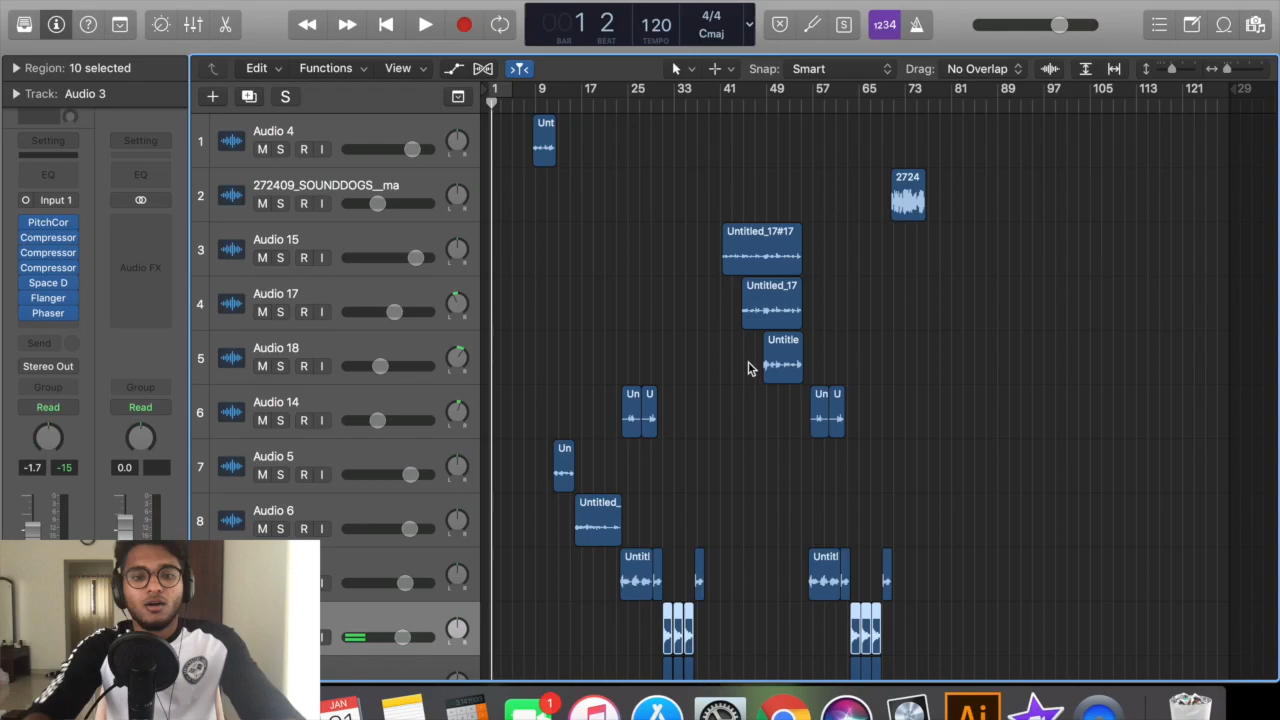 001 2
BAR BEAT
120
TEMPO
4/4
Cmaj
1234
S
Region: 10 selected
Track: Audio 3
Edit
Functions
View
Snap: Smart
Drag: No Overlap
S
1 9 17 25 33 41 49 57 65 73 81 89 97 105 113 121 29
Setting
Setting
EQ
EQ
Input 1
PitchCor
Compressor
Compressor
Compressor
Space D
Flanger
Phaser
Audio FX
Send
Stereo Out
Group
Group
Read
Read
-1.7 -15
0.0
1 Audio 4
M S R I
L R
2 272409_SOUNDDOGS__ma
M S R I
L R
3 Audio 15
M S R I
L R
4 Audio 17
M S R I
L R
5 Audio 18
M S R I
L R
6 Audio 14
M S R I
L R
7 Audio 5
M S R I
L R
8 Audio 6
M S R I
L R
Unt
2724
Untitled_17#17
Untitled_17
Untitle
Un U
Un U
Un
Untitled_
Untitl
Untitl
JAN
1
Ai